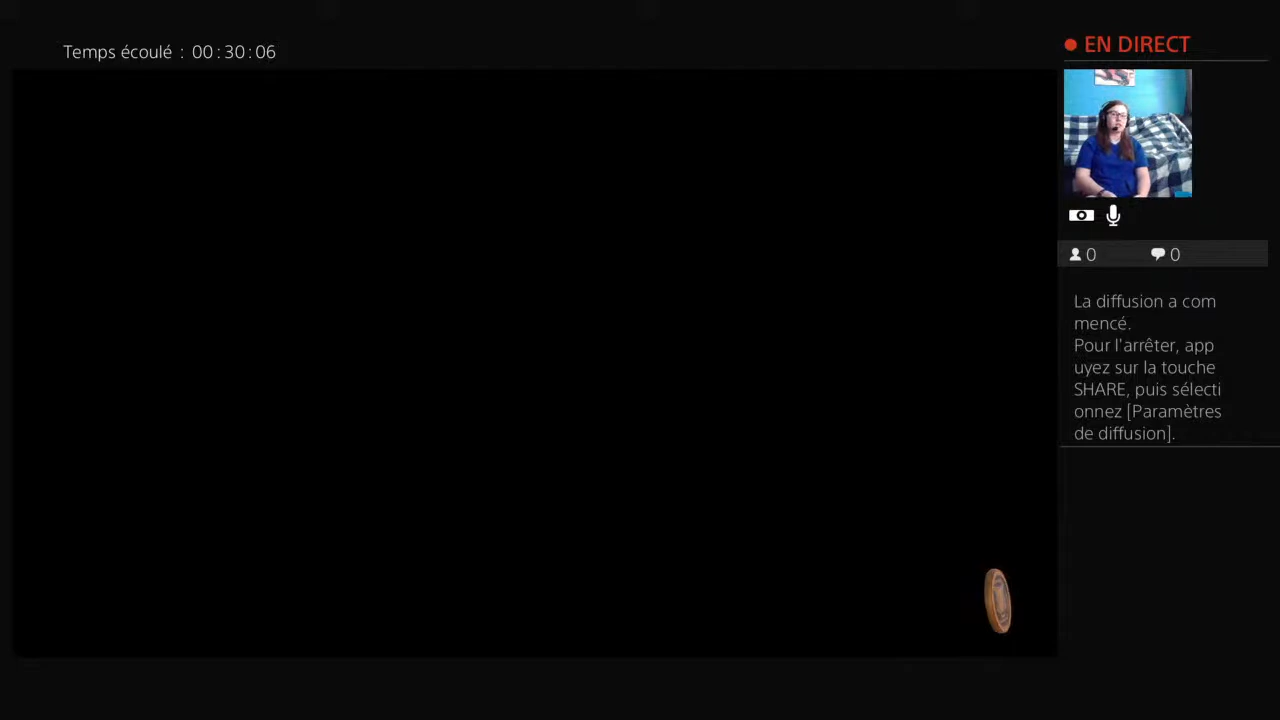 Temps écoulé : 00:30:06
EN DIRECT
0
0
La diffusion a com
mencé.
Pour l'arrêter, app
uyez sur la touche
SHARE, puis sélecti
onnez [Paramètres
de diffusion].